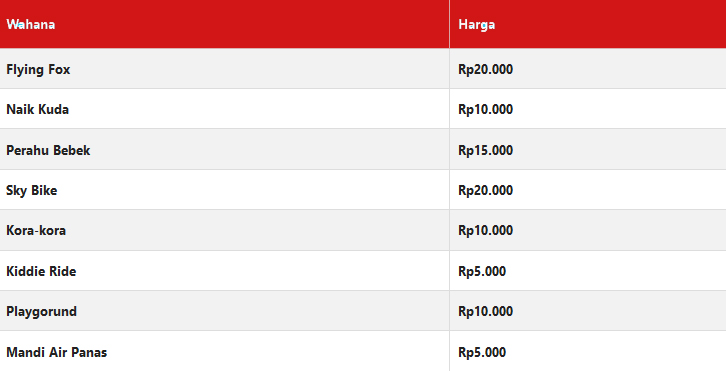 Wahana Harga
Flying Fox Rp20.000
Naik Kuda Rp10.000
Perahu Bebek Rp15.000
Sky Bike Rp20.000
Kora-kora Rp10.000
Kiddie Ride Rp5.000
Playgorund Rp10.000
Mandi Air Panas Rp5.000